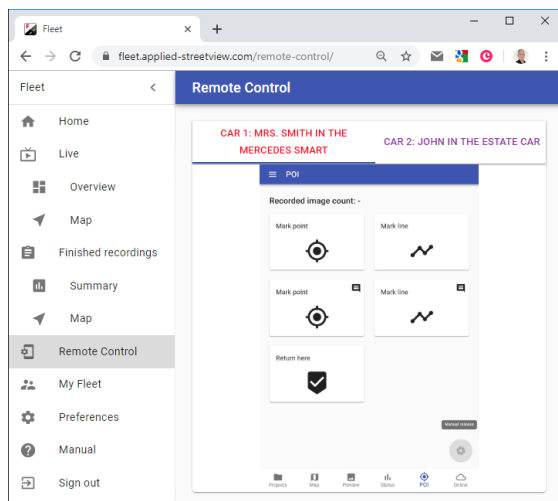 Fleet
fleet.applied-streetview.com/remote-control/
Fleet
Remote Control
Home
Live
Overview
Map
Finished recordings
Summary
Map
Remote Control
My Fleet
Preferences
Manual
Sign out
CAR 1: MRS. SMITH IN THE
MERCEDES SMART
CAR 2: JOHN IN THE ESTATE CAR
POI
Recorded image count: -
Mark point
Mark line
Mark point
Mark line
Return here
Manual release
Projects
Map
Preview
Status
POI
Online